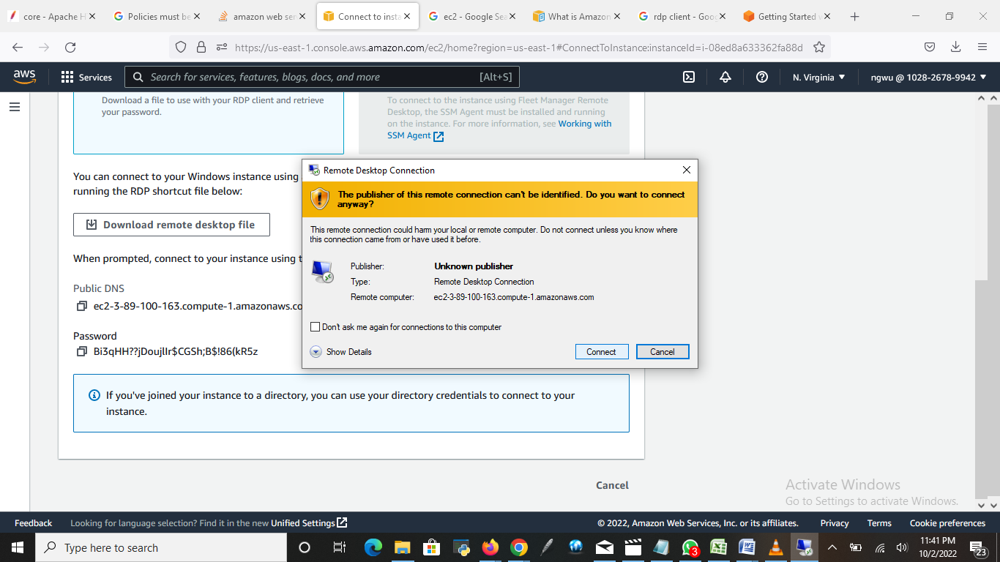 core - Apache H
Policies must be
amazon web ser
Connect to insta
ec2 - Google Sea
What is Amazon
rdp client - Goog
Getting Started w
https://us-east-1.console.aws.amazon.com/ec2/home?region=us-east-1#ConnectToInstance:instanceId=i-08ed8a633362fa88d
aws
Services
Search for services, features, blogs, docs, and more
[Alt+S]
N. Virginia
ngwu @ 1028-2678-9942
Download a file to use with your RDP client and retrieve
your password.
To connect to the instance using Fleet Manager Remote
Desktop, the SSM Agent must be installed and running
on the instance. For more information, see Working with
SSM Agent
You can connect to your Windows instance using
running the RDP shortcut file below:
Download remote desktop file
When prompted, connect to your instance using t
Public DNS
ec2-3-89-100-163.compute-1.amazonaws.co
Password
Bi3qHH??jDoujlIr$CGSh;B$!86(kR5z
If you've joined your instance to a directory, you can use your directory credentials to connect to your
instance.
Cancel
Remote Desktop Connection
The publisher of this remote connection can't be identified. Do you want to connect
anyway?
This remote connection could harm your local or remote computer. Do not connect unless you know where
this connection came from or have used it before.
Publisher:
Unknown publisher
Type:
Remote Desktop Connection
Remote computer:
ec2-3-89-100-163.compute-1.amazonaws.com
Don't ask me again for connections to this computer
Show Details
Connect
Cancel
Activate Windows
Go to Settings to activate Windows.
Feedback
Looking for language selection? Find it in the new Unified Settings
© 2022, Amazon Web Services, Inc. or its affiliates.
Privacy
Terms
Cookie preferences
Type here to search
3
11:41 PM
10/2/2022
23